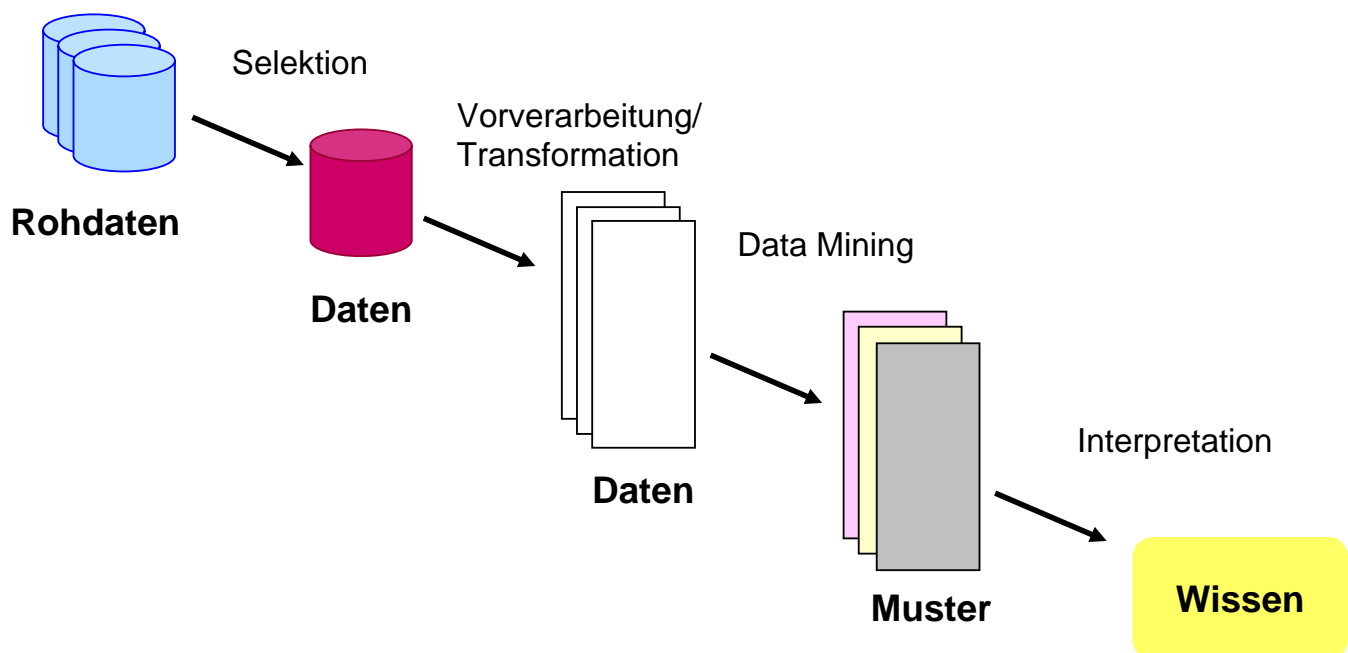 Selektion
Vorverarbeitung/
Transformation
Rohdaten
Data Mining
Daten
Interpretation
Daten
Muster
Wissen